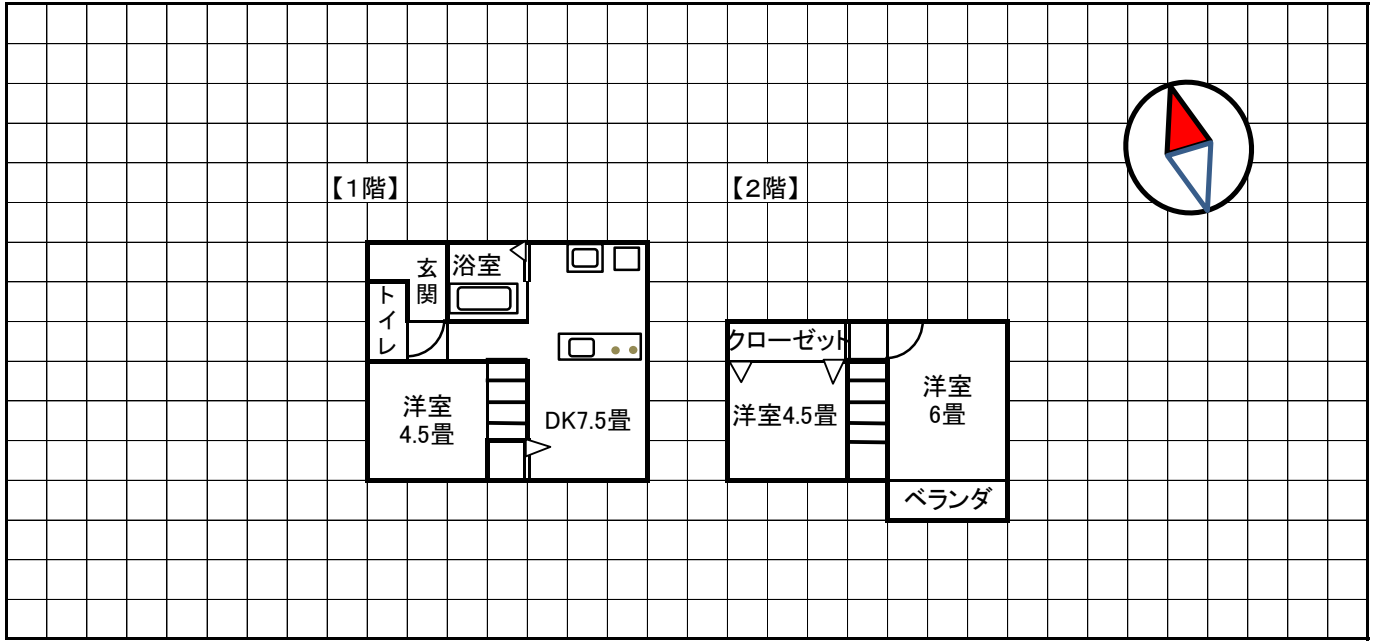 【1階】
【2階】
玄関
浴室
トイレ
洋室
4.5畳
DK7.5畳
クローゼット
洋室4.5畳
洋室
6畳
ベランダ